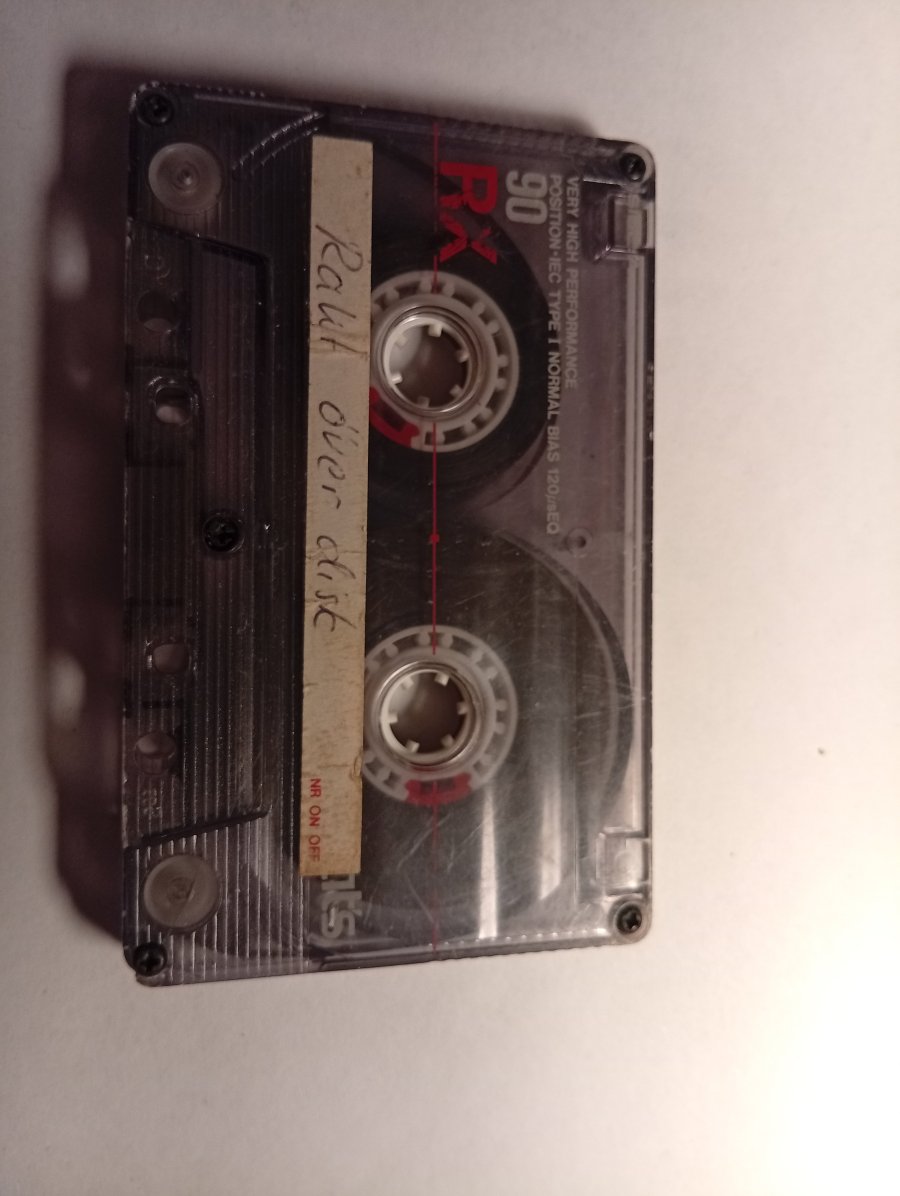 VERY HIGH PERFORMANCE
POSITION·IEC TYPE I NORMAL BIAS 120µsEQ
90
RX
Rakt över disk
NR ON OFF